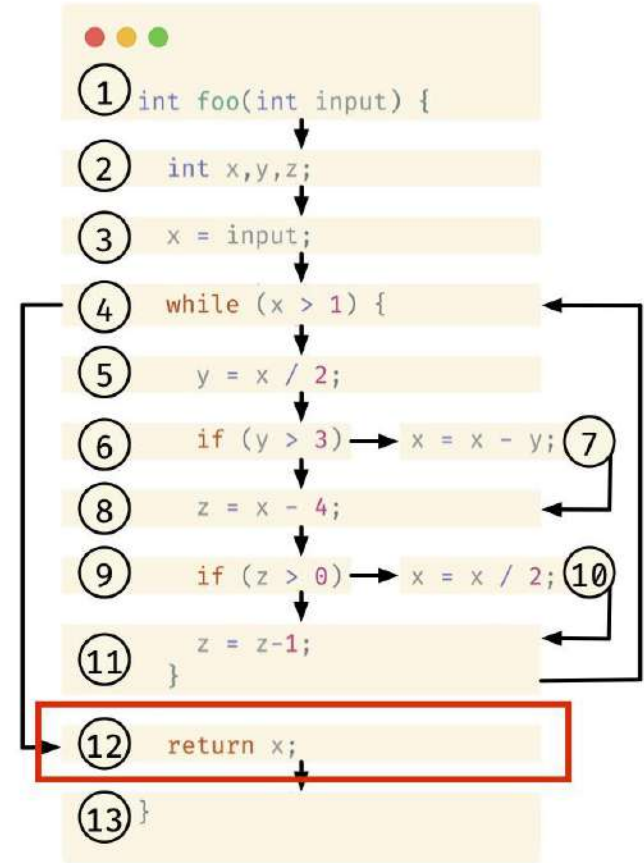 1 int foo(int input) {
2 int x,y,z;
3 x = input;
4 while (x > 1) {
5 y = x / 2;
6 if (y > 3) x = x - y; 7
8 z = x - 4;
9 if (z > 0) x = x / 2; 10
11 z = z-1;
}
12 return x;
13 }